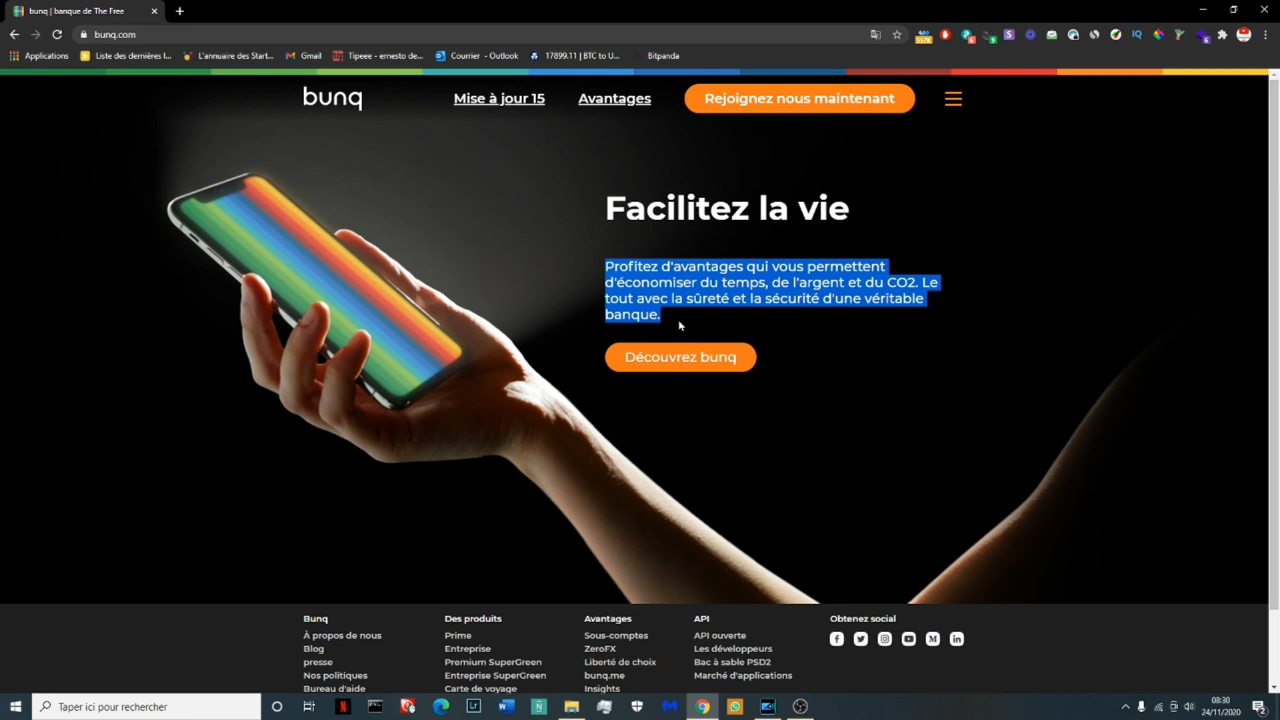 bunq | banque de The Free
bunq.com
Applications
Liste des dernières l...
L'annuaire des Start...
Gmail
Tipeee - ernesto de...
Courrier - Outlook
17899.11 | BTC to U...
Bitpanda
bunq
Mise à jour 15
Avantages
Rejoignez nous maintenant
Facilitez la vie
Profitez d'avantages qui vous permettent
d'économiser du temps, de l'argent et du CO2. Le
tout avec la sûreté et la sécurité d'une véritable
banque.
Découvrez bunq
Bunq
À propos de nous
Blog
presse
Nos politiques
Bureau d'aide
Des produits
Prime
Entreprise
Premium SuperGreen
Entreprise SuperGreen
Carte de voyage
Avantages
Sous-comptes
ZeroFX
Liberté de choix
bunq.me
Insights
API
API ouverte
Les développeurs
Bac à sable PSD2
Marché d'applications
Obtenez social
Taper ici pour rechercher
08:30
24/11/2020